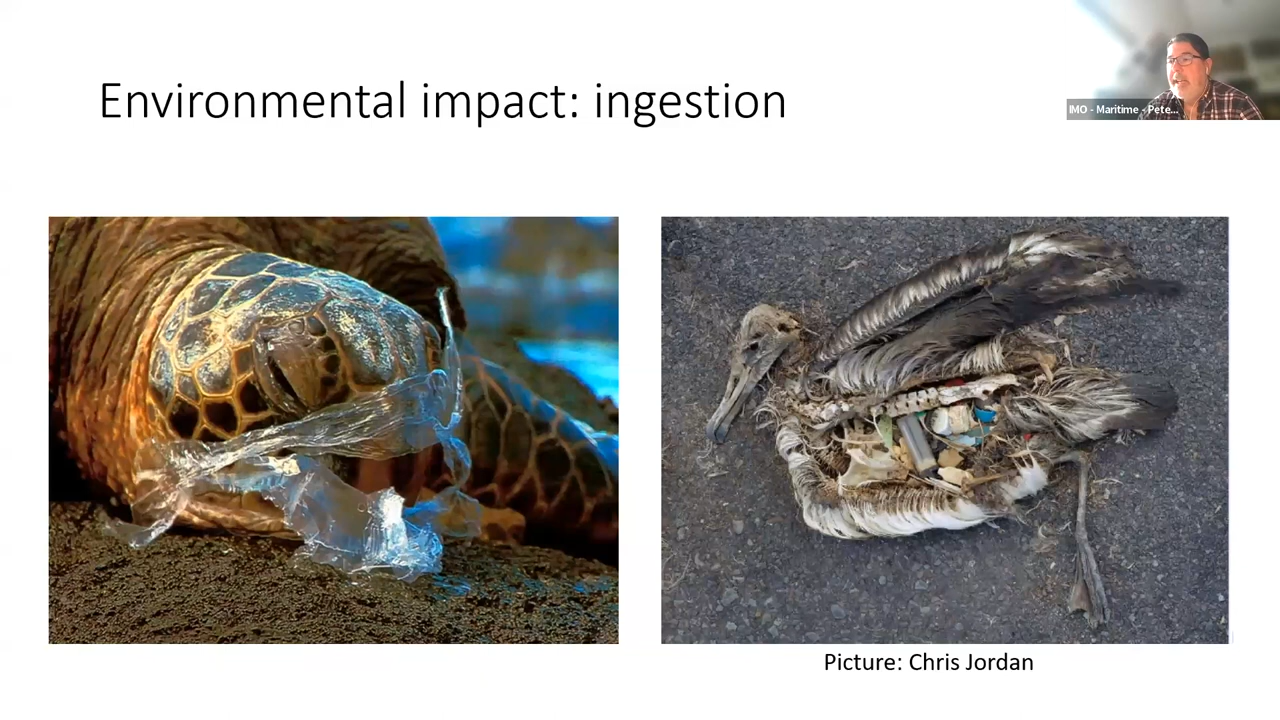 Environmental impact: ingestion
IMO - Maritime - Pete...
Picture: Chris Jordan